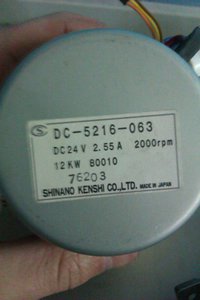 S DC-5216-063
DC24V 2.55A 2000rpm
12KW 80010
76203
SHINANO KENSHI CO.,LTD. MADE IN JAPAN